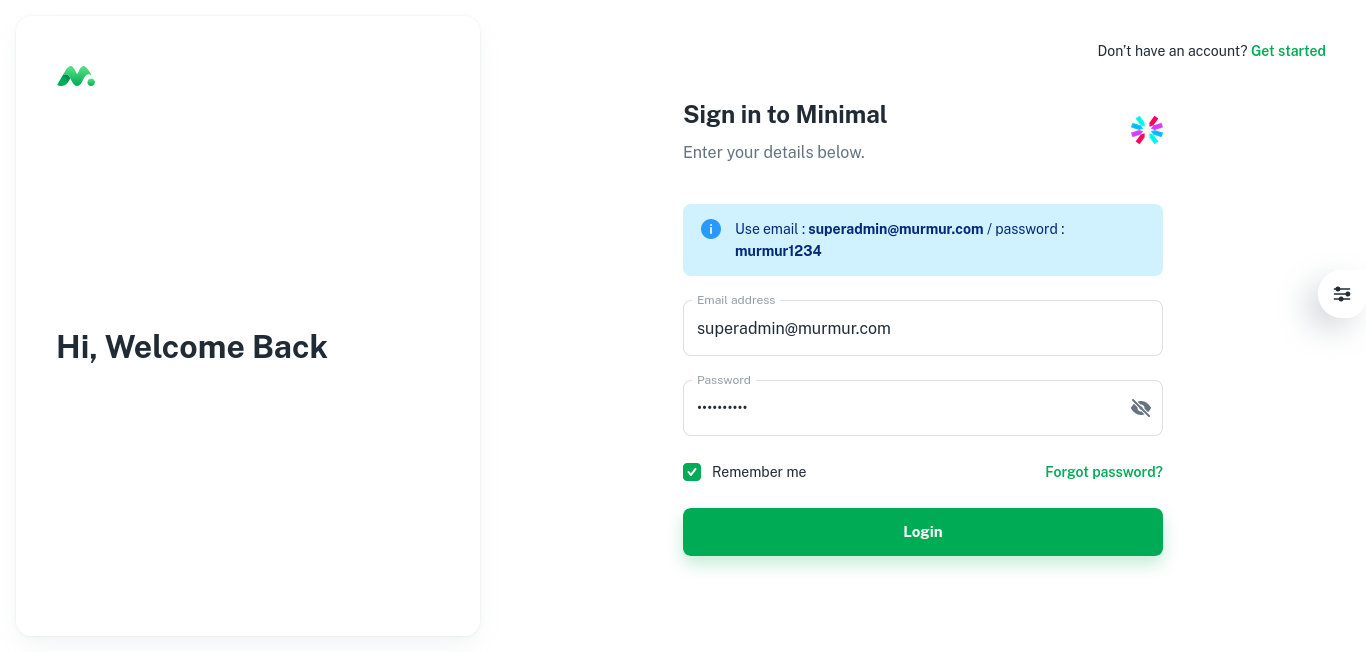 Don't have an account? Get started
Hi, Welcome Back
Sign in to Minimal
Enter your details below.
Use email : superadmin@murmur.com / password :
murmur1234
Email address
superadmin@murmur.com
Password
••••••••••
Remember me
Forgot password?
Login